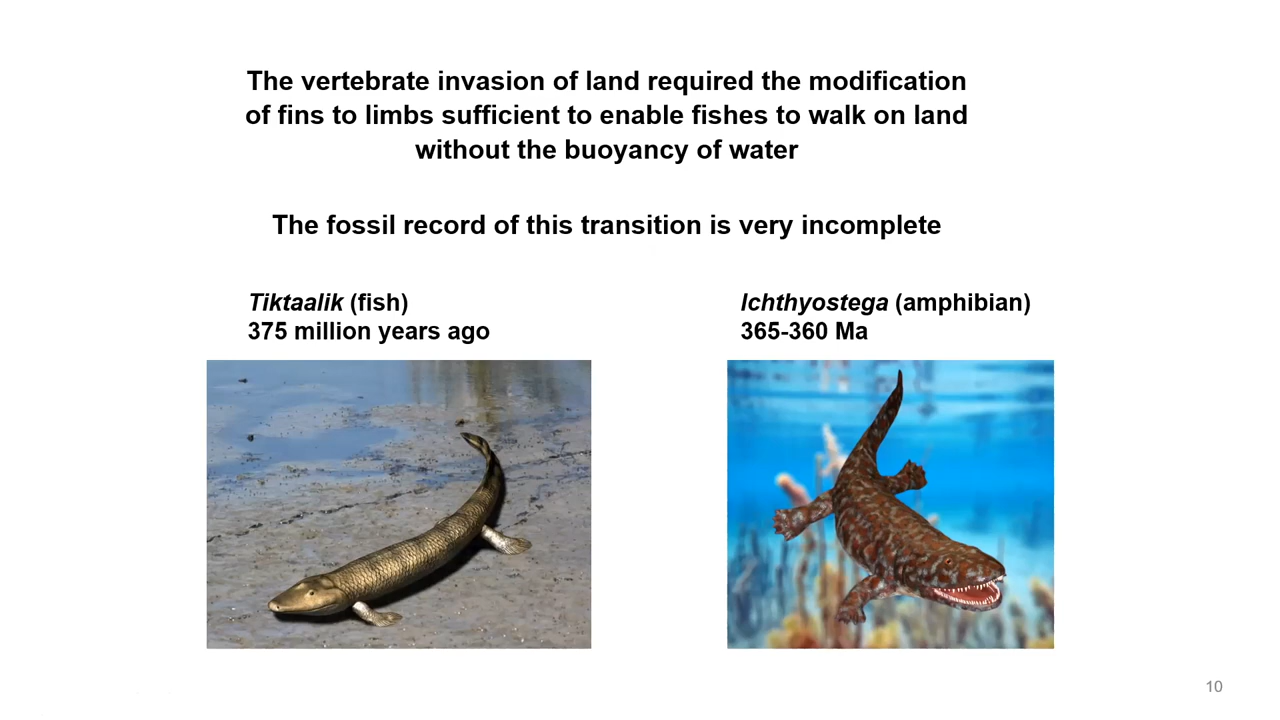 The vertebrate invasion of land required the modification
of fins to limbs sufficient to enable fishes to walk on land
without the buoyancy of water
The fossil record of this transition is very incomplete
Tiktaalik (fish)
375 million years ago
Ichthyostega (amphibian)
365-360 Ma
10